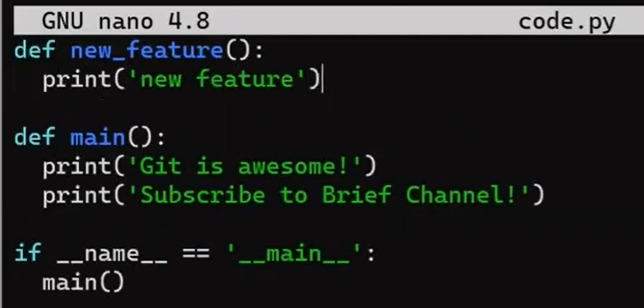 GNU nano 4.8 code.py
def new_feature():
  print('new feature')
def main():
  print('Git is awesome!')
  print('Subscribe to Brief Channel!')
if __name__ == '__main__':
  main()